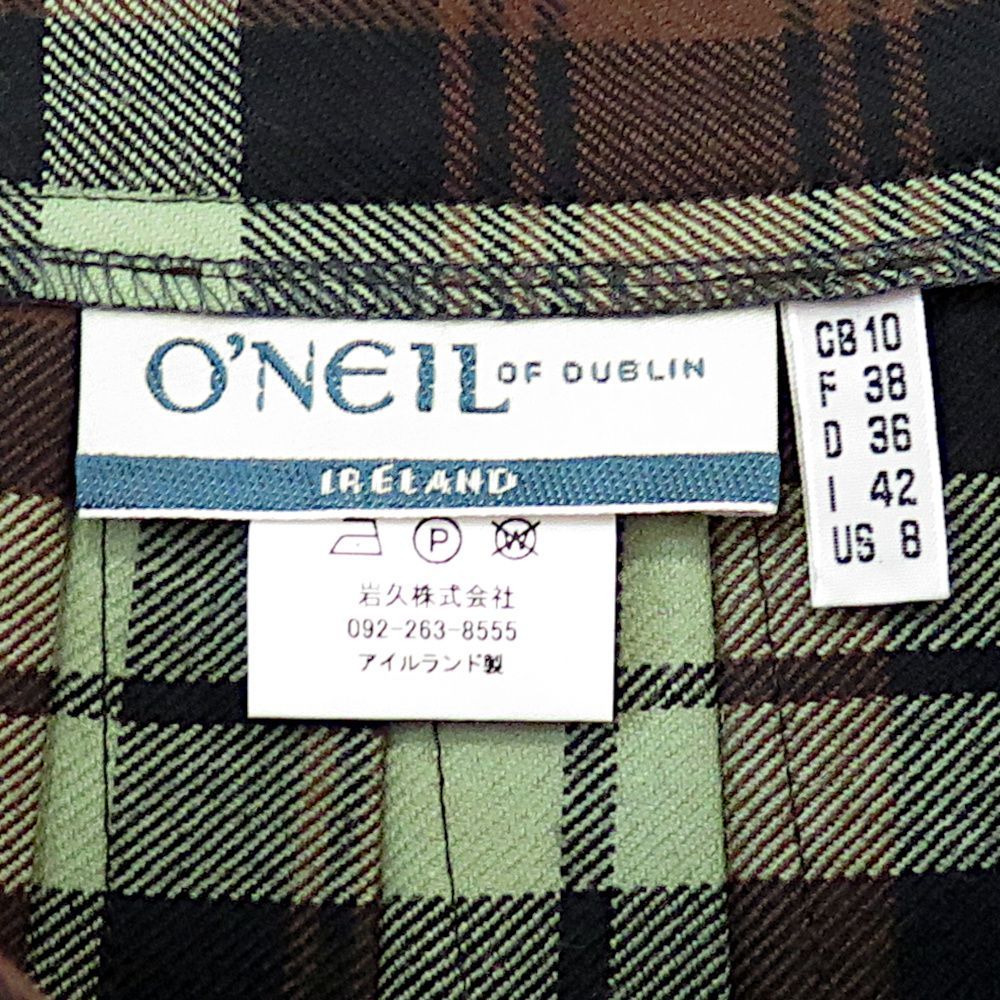 O'NEIL OF DUBLIN
IRELAND
GB 10
F 38
D 36
I 42
US 8
P W
岩久株式会社
092-263-8555
アイルランド製